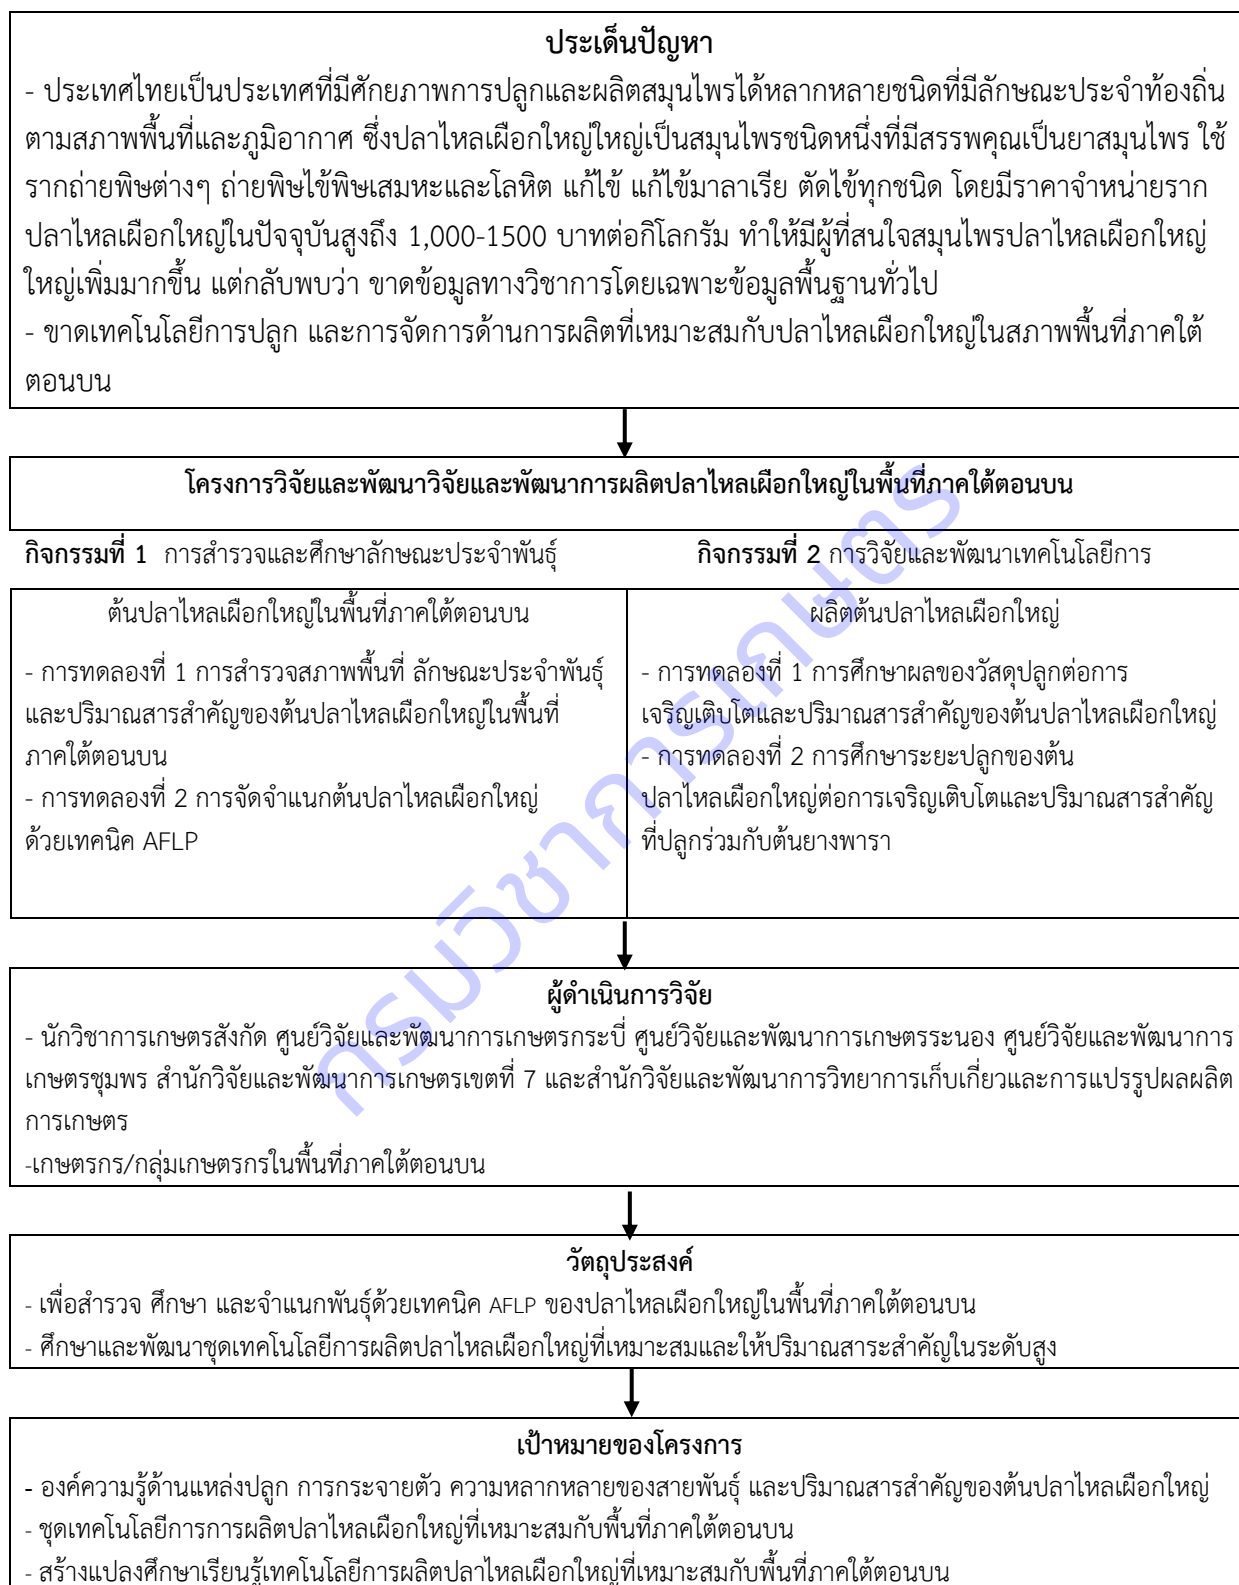 ประเด็นปัญหา
- ประเทศไทยเป็นประเทศที่มีศักยภาพการปลูกและผลิตสมุนไพรได้หลากหลายชนิดที่มีลักษณะประจำท้องถิ่น
ตามสภาพพื้นที่และภูมิอากาศ ซึ่งปลาไหลเผือกใหญ่ใหญ่เป็นสมุนไพรชนิดหนึ่งที่มีสรรพคุณเป็นยาสมุนไพร ใช้
รากถ่ายพิษต่างๆ ถ่ายพิษไข้พิษเสมหะและโลหิต แก้ไข้ แก้ไข้มาลาเรีย ตัดไข้ทุกชนิด โดยมีราคาจำหน่ายราก
ปลาไหลเผือกใหญ่ในปัจจุบันสูงถึง 1,000-1500 บาทต่อกิโลกรัม ทำให้มีผู้ที่สนใจสมุนไพรปลาไหลเผือกใหญ่
ใหญ่เพิ่มมากขึ้น แต่กลับพบว่า ขาดข้อมูลทางวิชาการโดยเฉพาะข้อมูลพื้นฐานทั่วไป
- ขาดเทคโนโลยีการปลูก และการจัดการด้านการผลิตที่เหมาะสมกับปลาไหลเผือกใหญ่ในสภาพพื้นที่ภาคใต้
ตอนบน
โครงการวิจัยและพัฒนาวิจัยและพัฒนาการผลิตปลาไหลเผือกใหญ่ในพื้นที่ภาคใต้ตอนบน
กิจกรรมที่ 1 การสำรวจและศึกษาลักษณะประจำพันธุ์
ต้นปลาไหลเผือกใหญ่ในพื้นที่ภาคใต้ตอนบน
- การทดลองที่ 1 การสำรวจสภาพพื้นที่ ลักษณะประจำพันธุ์
และปริมาณสารสำคัญของต้นปลาไหลเผือกใหญ่ในพื้นที่
ภาคใต้ตอนบน
- การทดลองที่ 2 การจัดจำแนกต้นปลาไหลเผือกใหญ่
ด้วยเทคนิค AFLP
กิจกรรมที่ 2 การวิจัยและพัฒนาเทคโนโลยีการ
ผลิตต้นปลาไหลเผือกใหญ่
- การทดลองที่ 1 การศึกษาผลของวัสดุปลูกต่อการ
เจริญเติบโตและปริมาณสารสำคัญของต้นปลาไหลเผือกใหญ่
- การทดลองที่ 2 การศึกษาระยะปลูกของต้น
ปลาไหลเผือกใหญ่ต่อการเจริญเติบโตและปริมาณสารสำคัญ
ที่ปลูกร่วมกับต้นยางพารา
ผู้ดำเนินการวิจัย
- นักวิชาการเกษตรสังกัด ศูนย์วิจัยและพัฒนาการเกษตรกระบี่ ศูนย์วิจัยและพัฒนาการเกษตรระนอง ศูนย์วิจัยและพัฒนาการ
เกษตรชุมพร สำนักวิจัยและพัฒนาการเกษตรเขตที่ 7 และสำนักวิจัยและพัฒนาการวิทยาการเก็บเกี่ยวและการแปรรูปผลผลิต
การเกษตร
-เกษตรกร/กลุ่มเกษตรกรในพื้นที่ภาคใต้ตอนบน
วัตถุประสงค์
- เพื่อสำรวจ ศึกษา และจำแนกพันธุ์ด้วยเทคนิค AFLP ของปลาไหลเผือกใหญ่ในพื้นที่ภาคใต้ตอนบน
- ศึกษาและพัฒนาชุดเทคโนโลยีการผลิตปลาไหลเผือกใหญ่ที่เหมาะสมและให้ปริมาณสาระสำคัญในระดับสูง
เป้าหมายของโครงการ
- องค์ความรู้ด้านแหล่งปลูก การกระจายตัว ความหลากหลายของสายพันธุ์ และปริมาณสารสำคัญของต้นปลาไหลเผือกใหญ่
- ชุดเทคโนโลยีการการผลิตปลาไหลเผือกใหญ่ที่เหมาะสมกับพื้นที่ภาคใต้ตอนบน
- สร้างแปลงศึกษาเรียนรู้เทคโนโลยีการผลิตปลาไหลเผือกใหญ่ที่เหมาะสมกับพื้นที่ภาคใต้ตอนบน
กรมวิชาการเกษตร